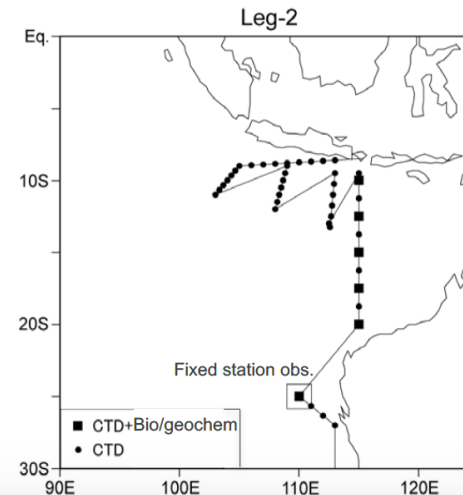 Leg-2
Eq.
10S
20S
Fixed station obs.
CTD+Bio/geochem
CTD
30S
90E 100E 110E 120E